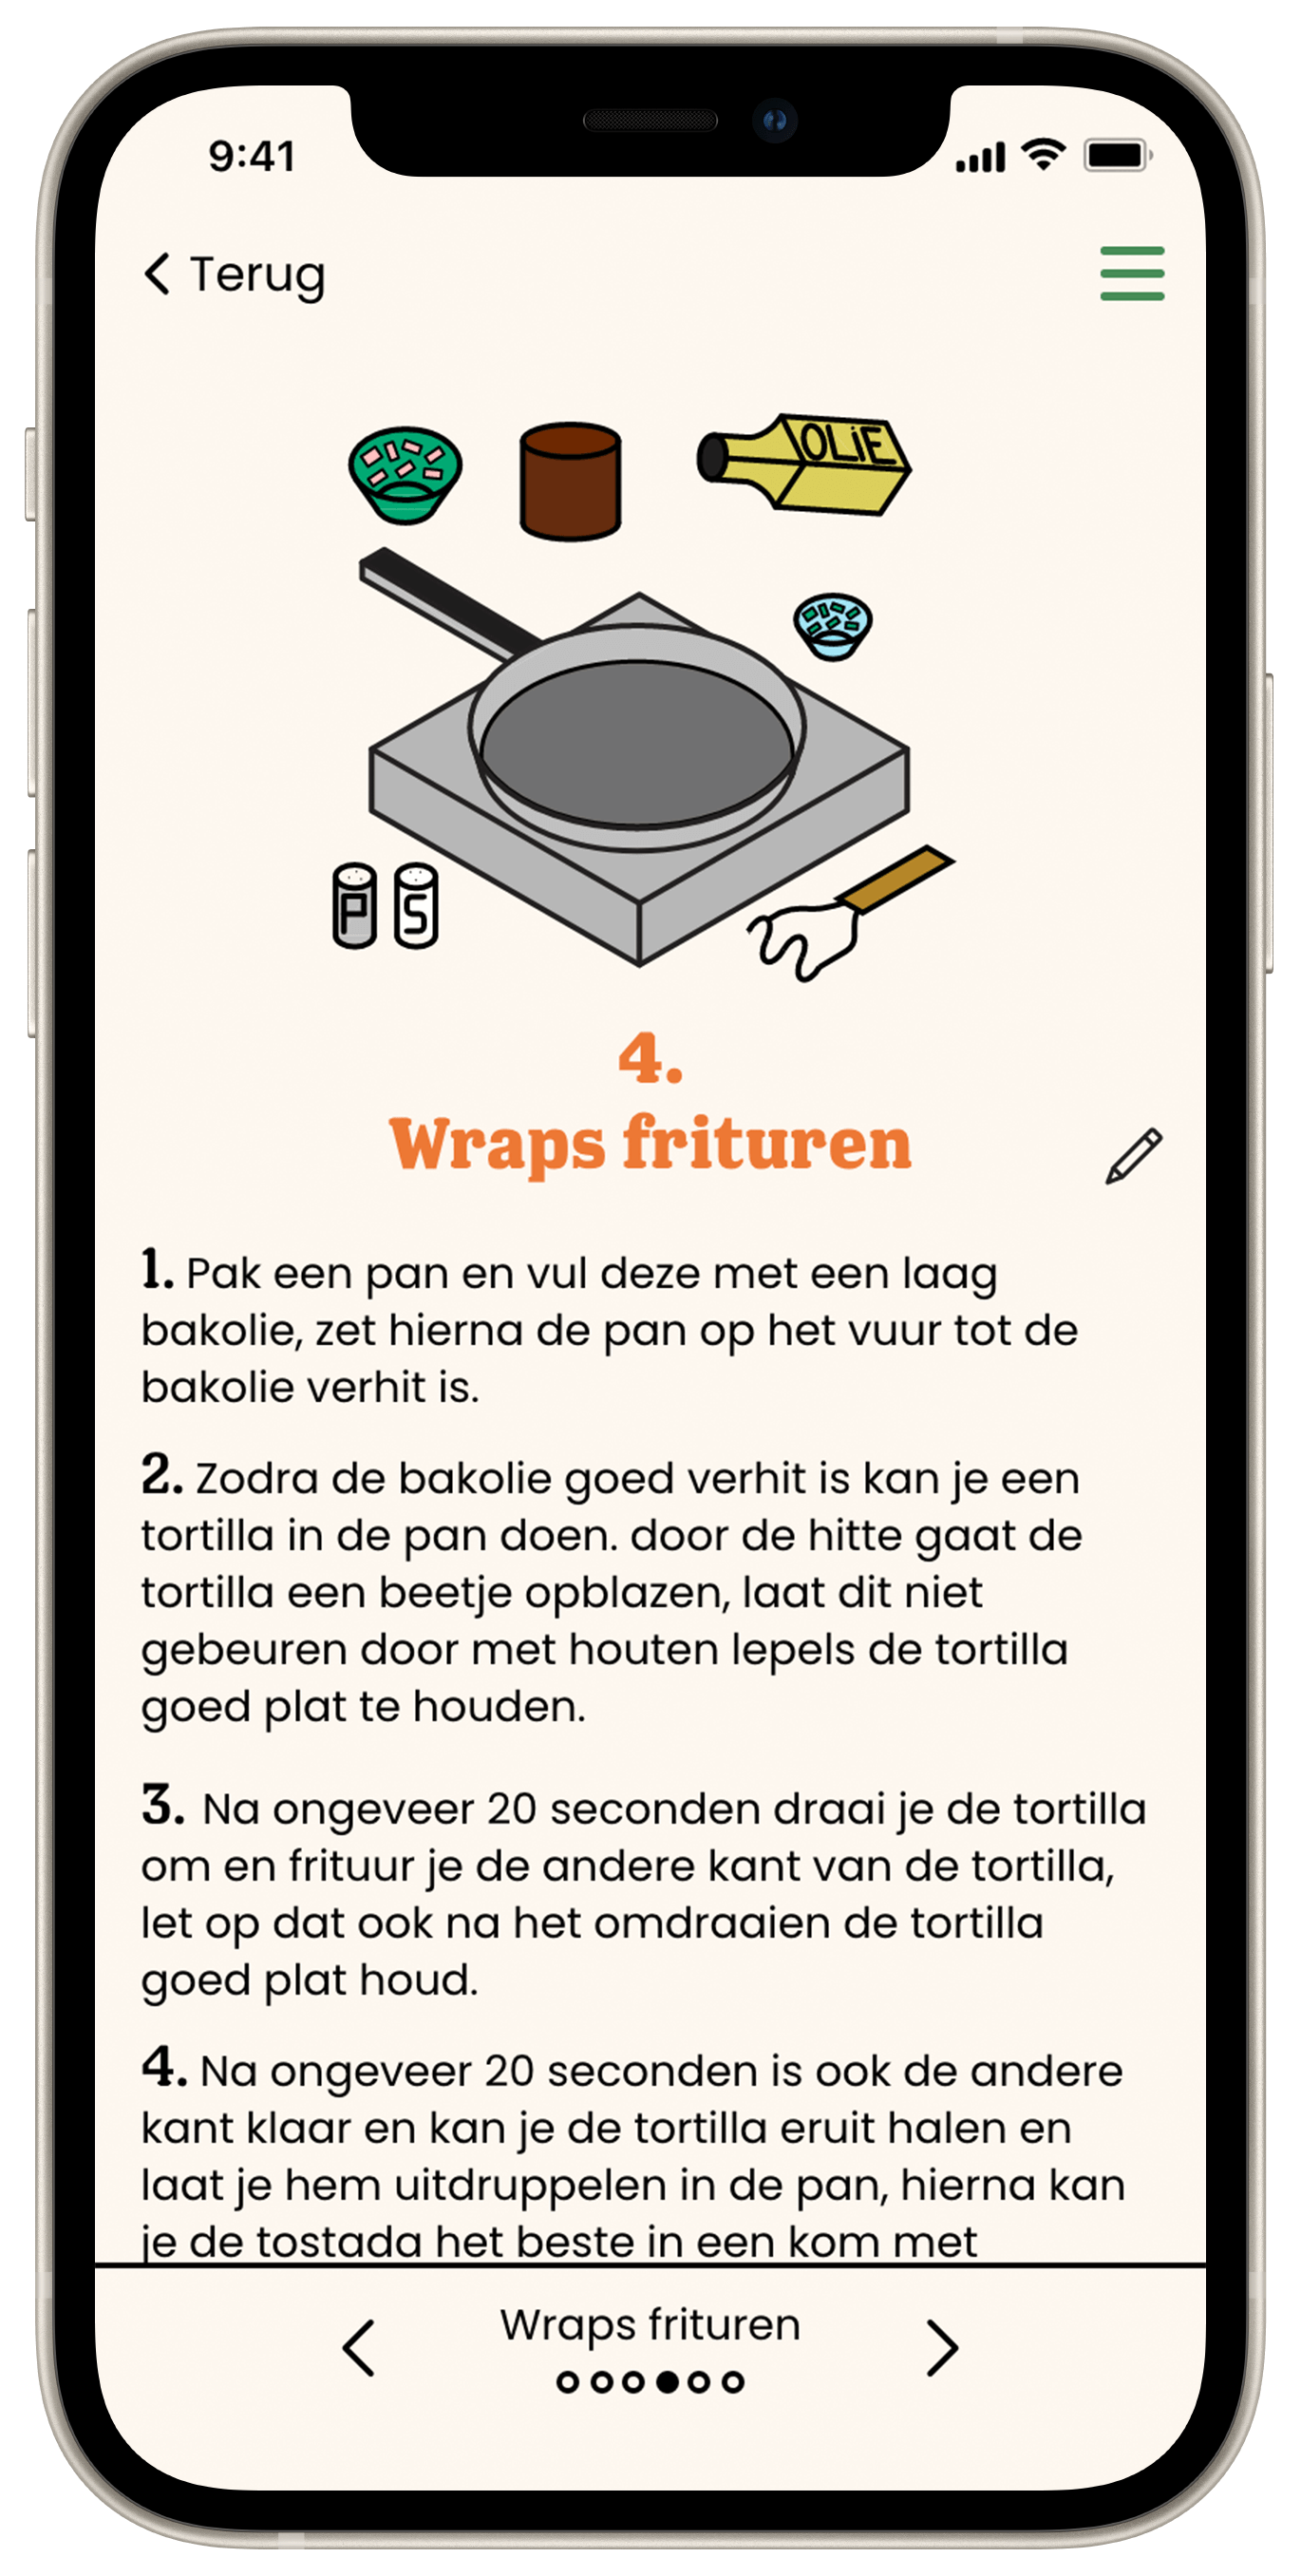 9:41
Terug
OLiE
P S
4.
Wraps frituren
1. Pak een pan en vul deze met een laag
bakolie, zet hierna de pan op het vuur tot de
bakolie verhit is.
2. Zodra de bakolie goed verhit is kan je een
tortilla in de pan doen. door de hitte gaat de
tortilla een beetje opblazen, laat dit niet
gebeuren door met houten lepels de tortilla
goed plat te houden.
3. Na ongeveer 20 seconden draai je de tortilla
om en frituur je de andere kant van de tortilla,
let op dat ook na het omdraaien de tortilla
goed plat houd.
4. Na ongeveer 20 seconden is ook de andere
kant klaar en kan je de tortilla eruit halen en
laat je hem uitdruppelen in de pan, hierna kan
je de tostada het beste in een kom met
Wraps frituren